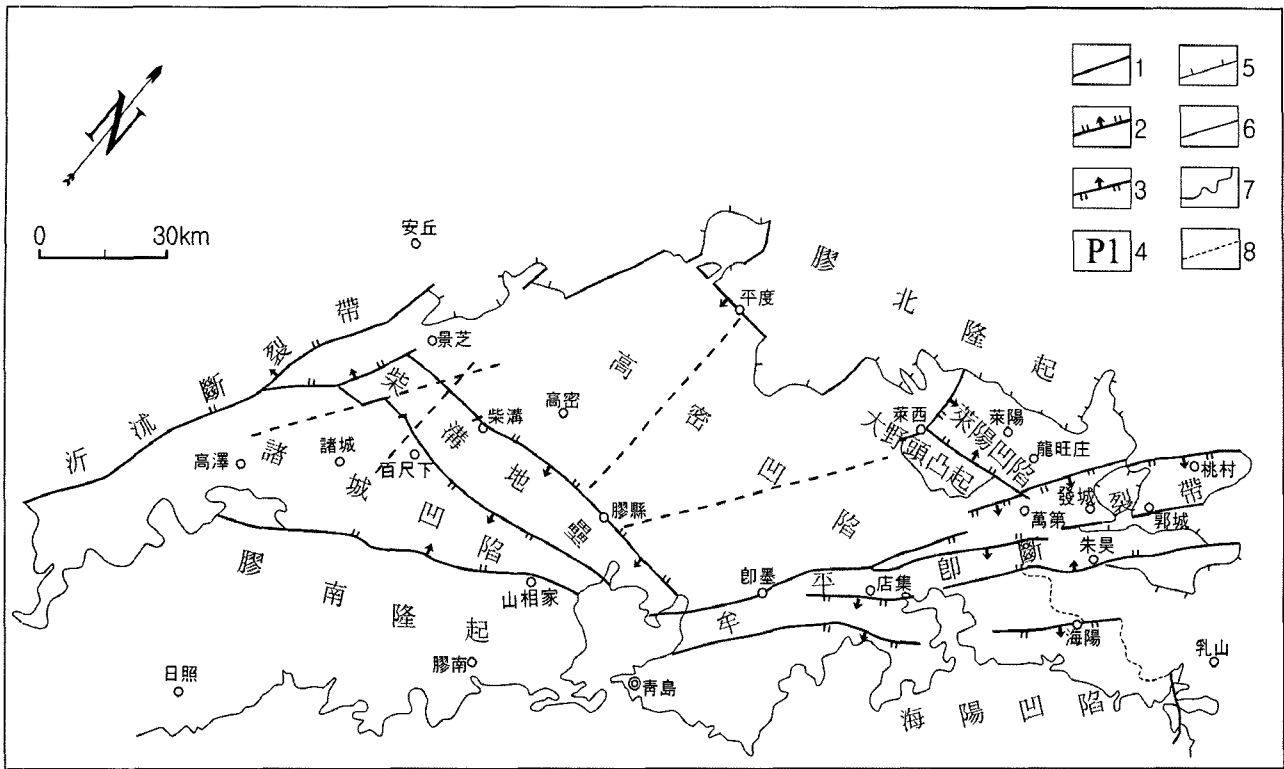 N
0 30km
1
2
3
P1 4
5
6
7
8
安丘
膠北隆起
平度
沂沭斷裂帶
景芝
高密凹陷
高密
柴溝地壘
柴溝
萊西
萊陽
萊陽凹陷
大野頭凸起
龍旺庄
桃村
高澤
諸城
百尺下
諸城凹陷
發城
萬第
郭城
膠縣
朱吴
卽墨
店集
牟平卽斷裂帶
山相家
膠南隆起
膠南
日照
青島
海陽
乳山
海陽凹陷